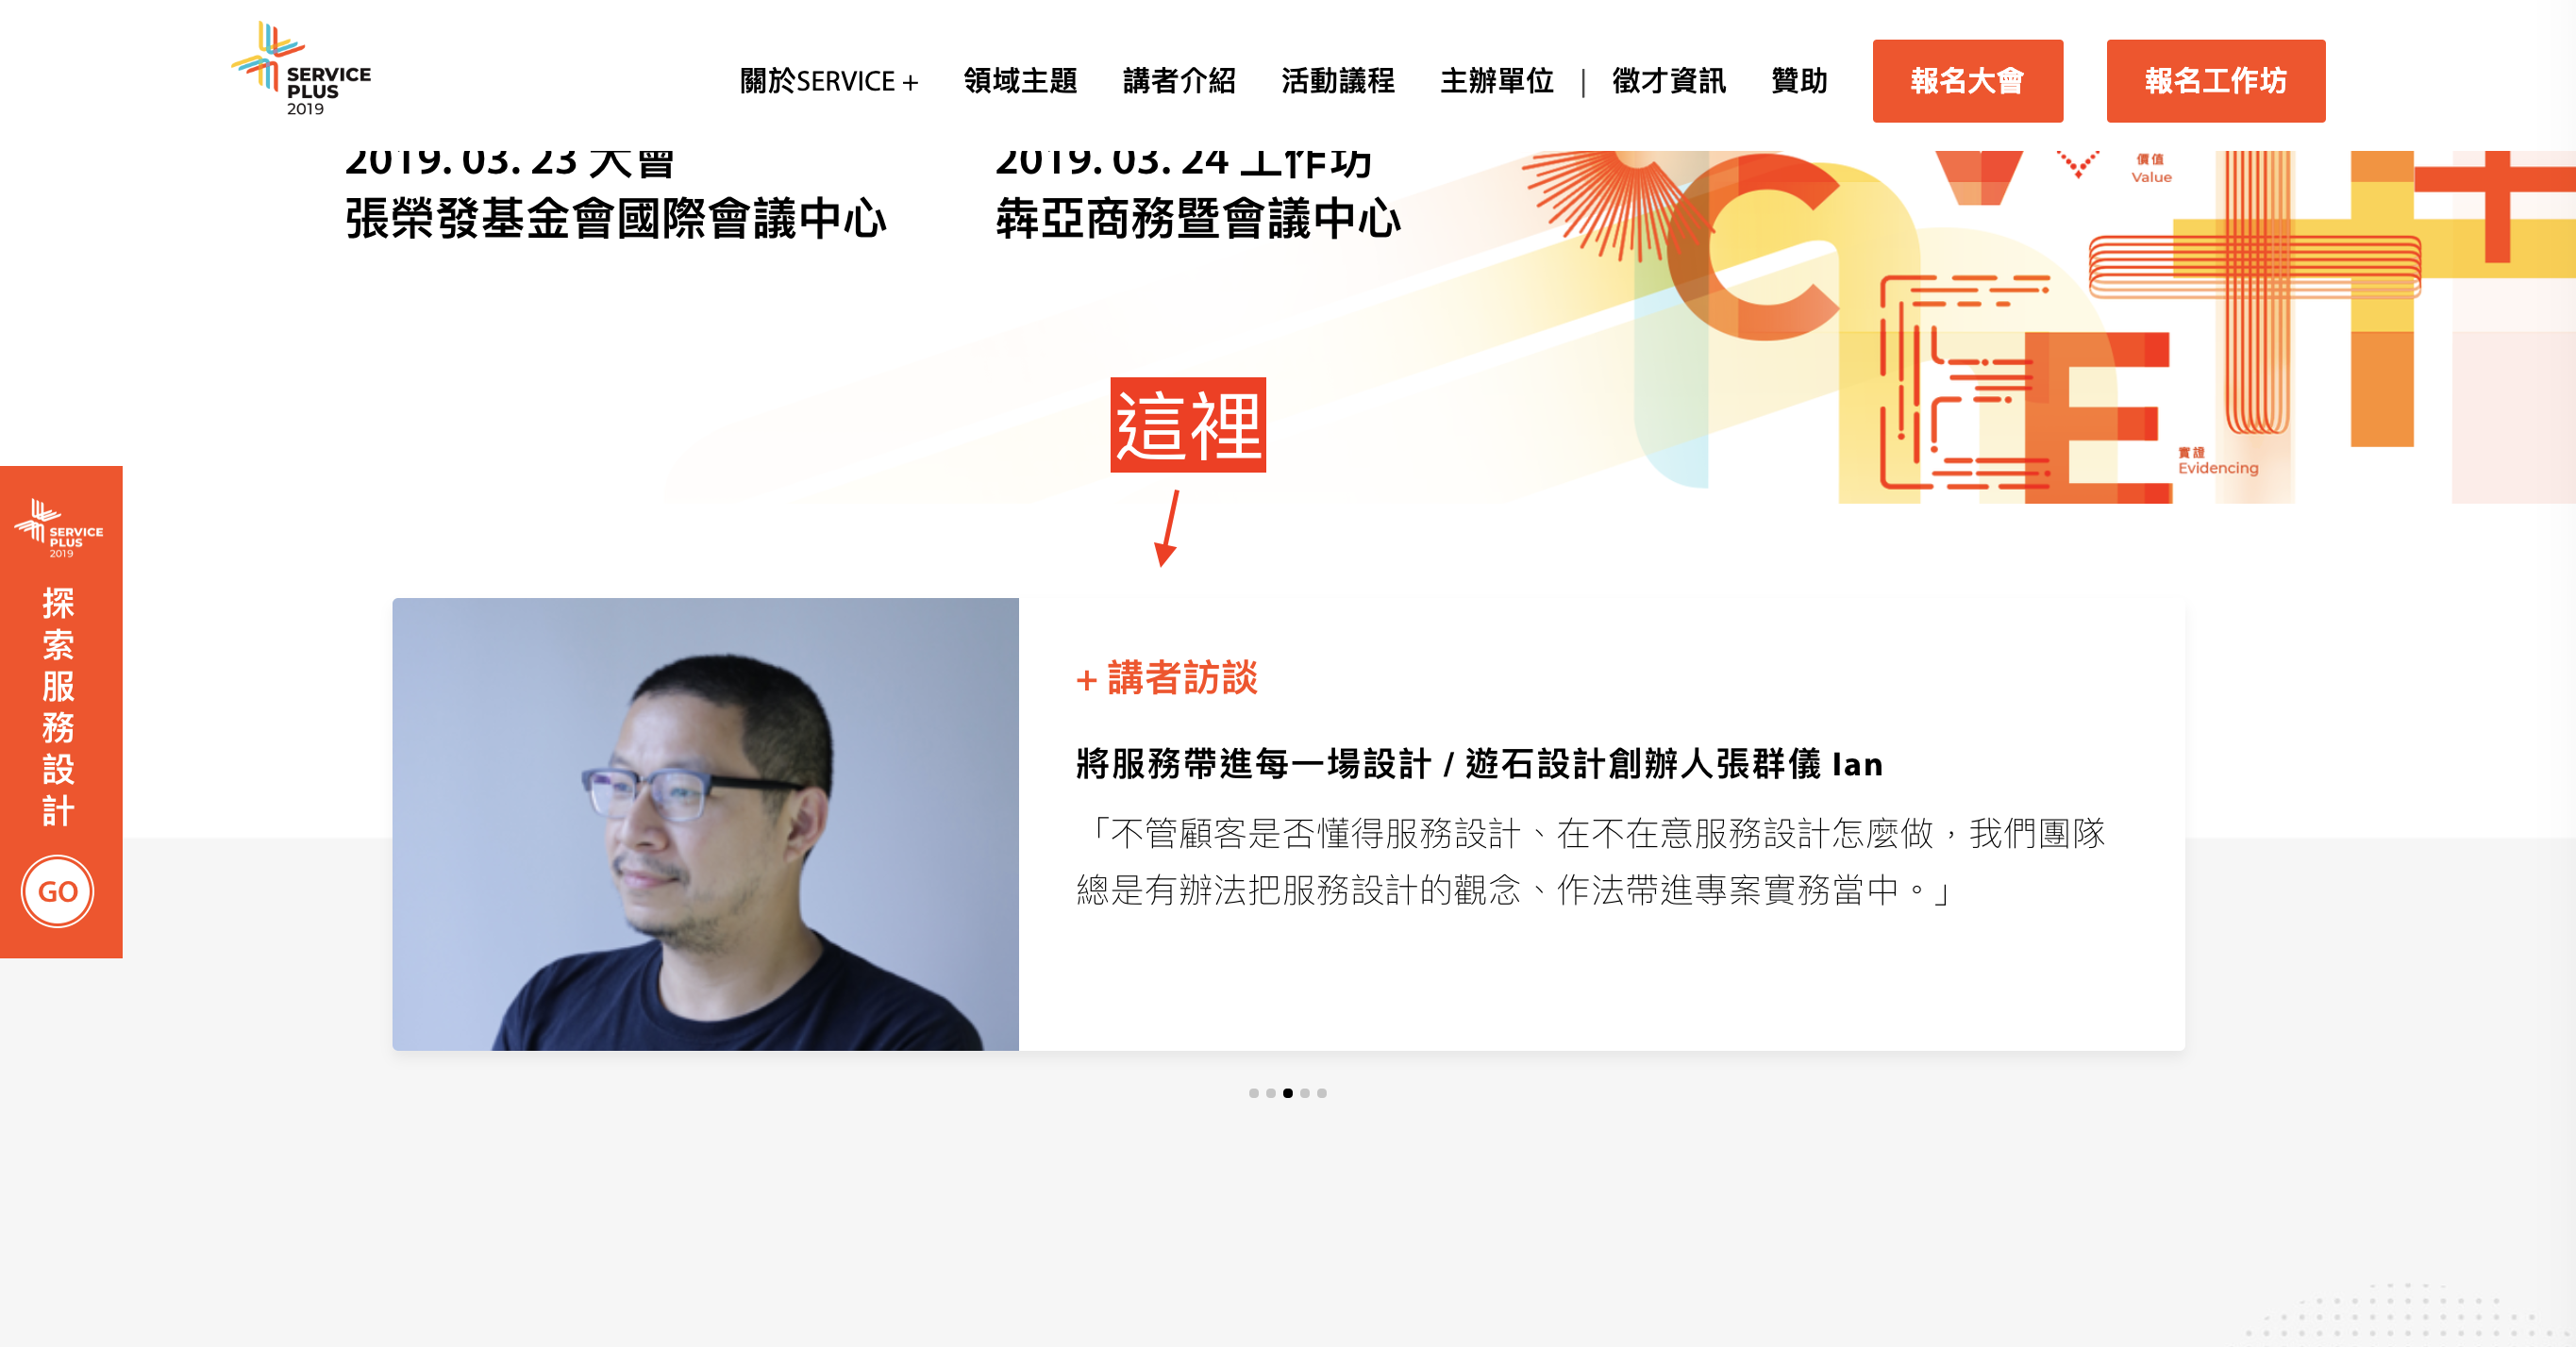 SERVICE
PLUS
2019
關於SERVICE +
領域主題
講者介紹
活動議程
主辦單位
|
徵才資訊
贊助
報名大會
報名工作坊
2019. 03. 23 大會
張榮發基金會國際會議中心
2019. 03. 24 工作坊
犇亞商務暨會議中心
價值
Value
C
E
實證
Evidencing
這裡
SERVICE
PLUS
2019
探索服務設計
GO
+ 講者訪談
將服務帶進每一場設計 / 遊石設計創辦人張群儀 Ian
「不管顧客是否懂得服務設計、在不在意服務設計怎麼做，我們團隊
總是有辦法把服務設計的觀念、作法帶進專案實務當中。」